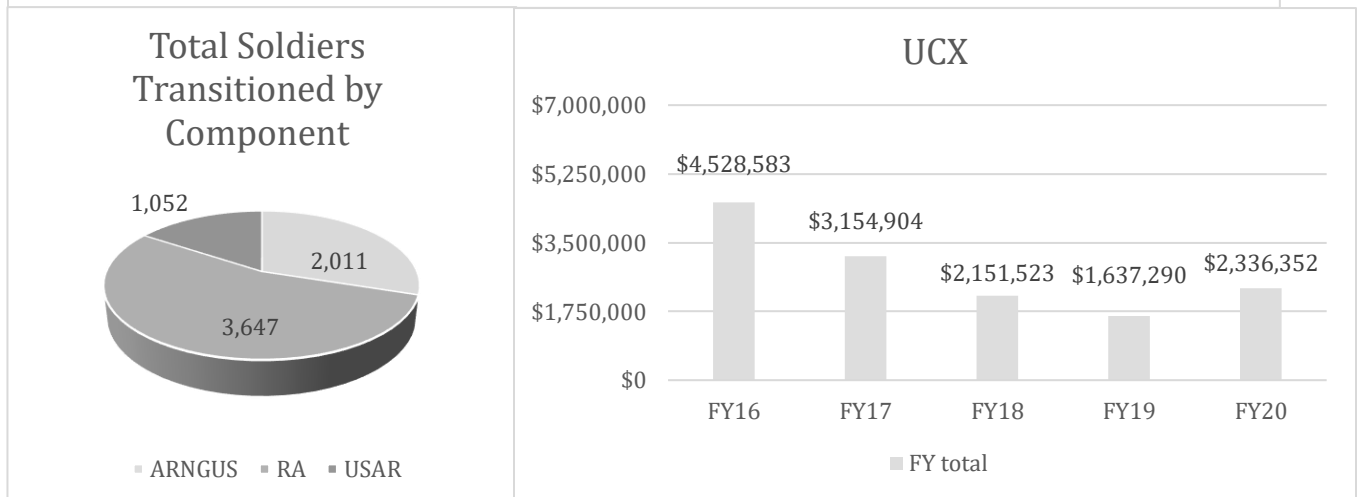 Total Soldiers
Transitioned by
Component
1,052
2,011
3,647
ARNGUS RA USAR
UCX
$7,000,000
$5,250,000
$3,500,000
$1,750,000
$0
$4,528,583
$3,154,904
$2,151,523
$1,637,290
$2,336,352
FY16 FY17 FY18 FY19 FY20
FY total